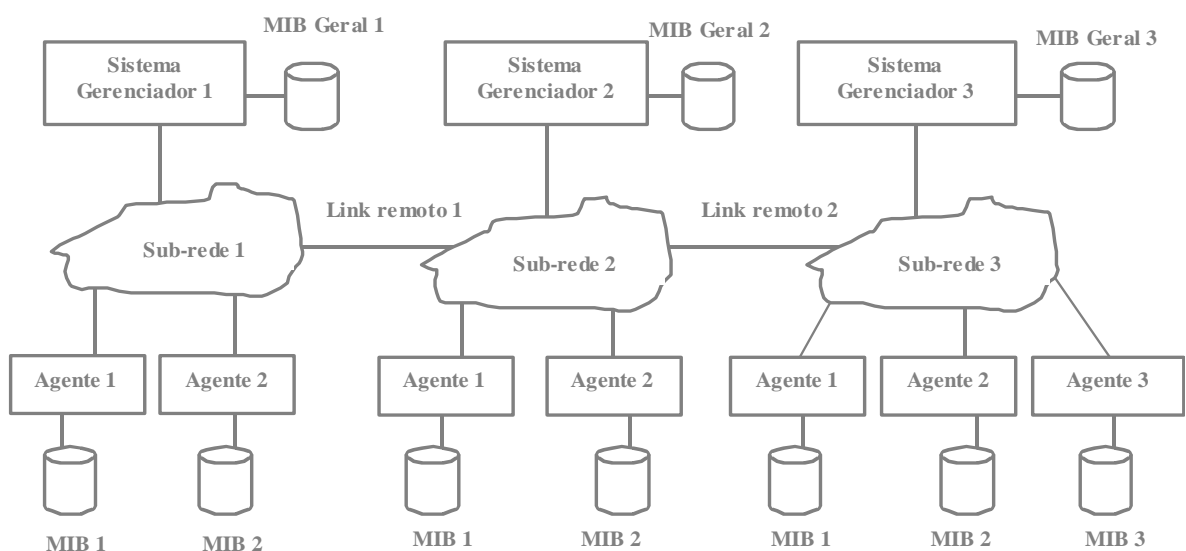 MIB Geral 1
MIB Geral 2
MIB Geral 3
Sistema
Gerenciador 1
Sistema
Gerenciador 2
Sistema
Gerenciador 3
Link remoto 1
Link remoto 2
Sub-rede 1
Sub-rede 2
Sub-rede 3
Agente 1
Agente 2
Agente 1
Agente 2
Agente 1
Agente 2
Agente 3
MIB 1
MIB 2
MIB 1
MIB 2
MIB 1
MIB 2
MIB 3